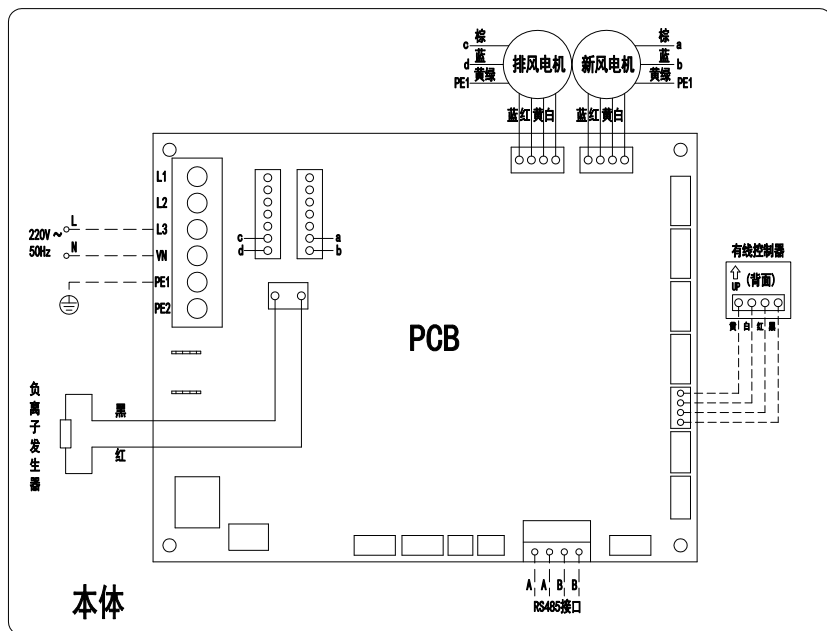 棕
c
蓝
d
黄绿
PE1
排风电机
新风电机
棕
a
蓝
b
黄绿
PE1
蓝红黄白
蓝红黄白
L1
L2
L3
VN
PE1
PE2
L
220V ~
50Hz
N
c
d
a
b
PCB
有线控制器
UP
(背面)
黄 白 红 黑
负离子发生器
黑
红
A A B B
RS485接口
本体